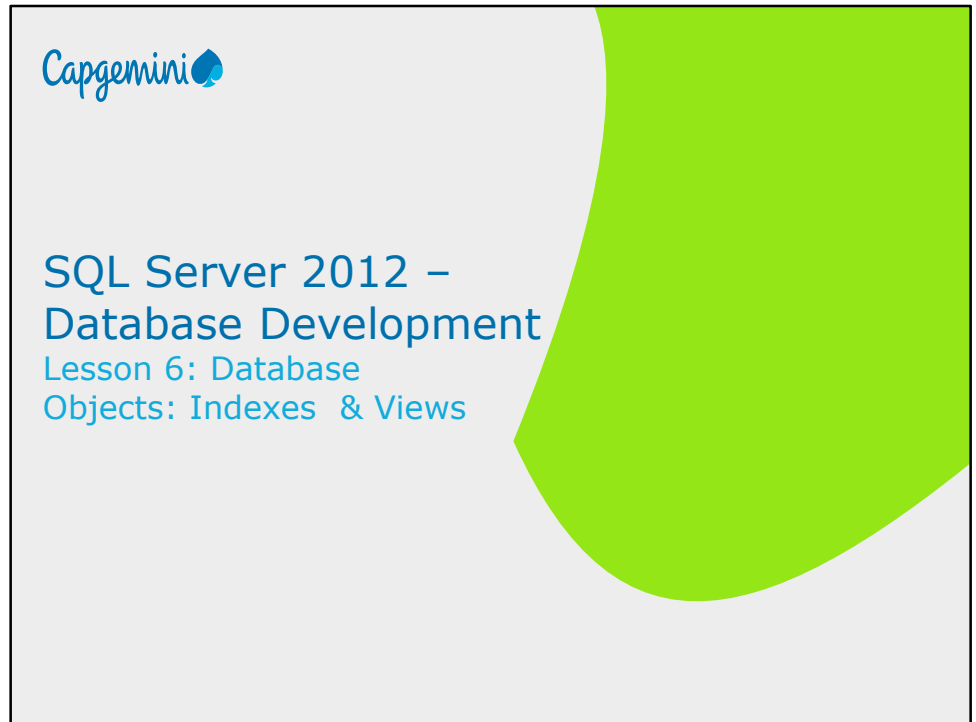 Capgemini
SQL Server 2012 –
Database Development
Lesson 6: Database
Objects: Indexes & Views